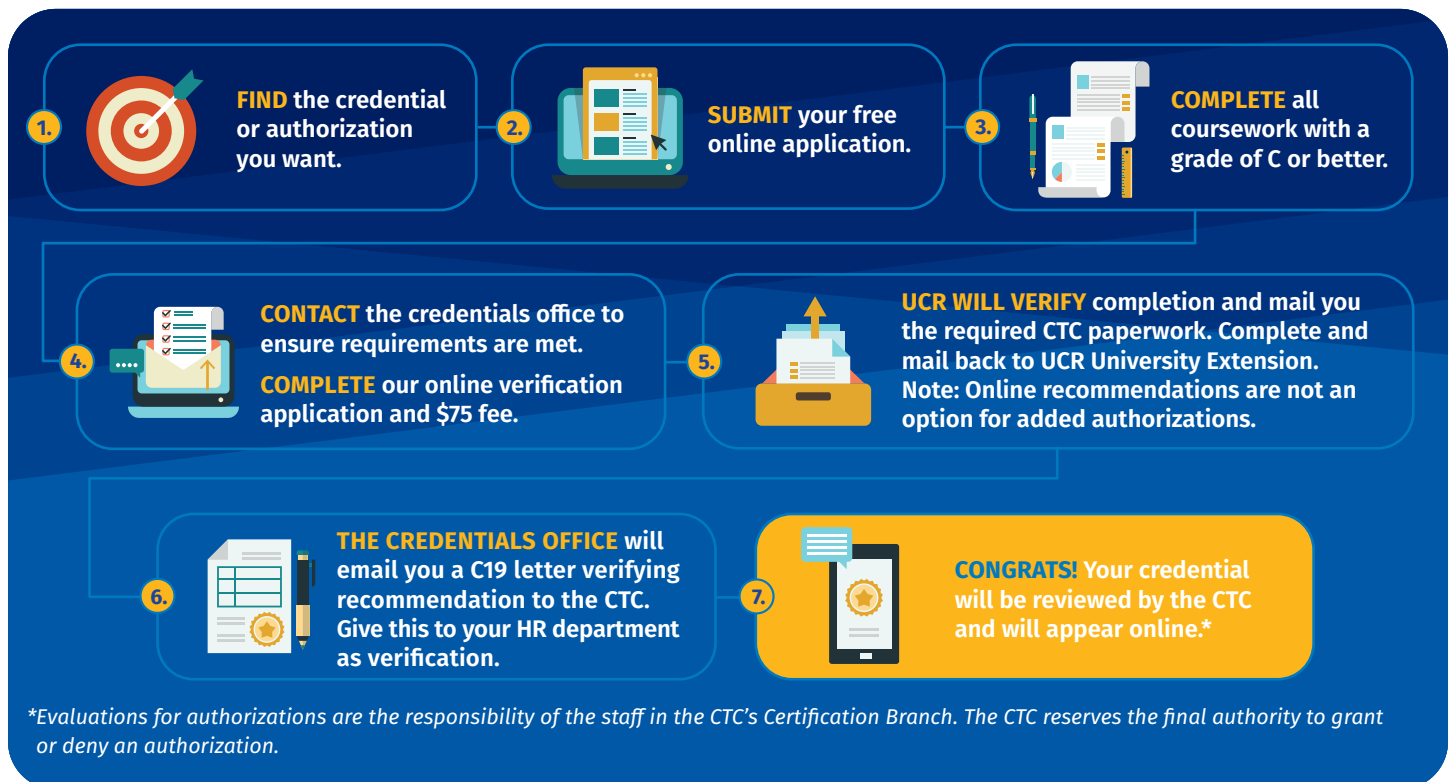 1.
FIND the credential
or authorization
you want.
2.
SUBMIT your free
online application.
3.
COMPLETE all
coursework with a
grade of C or better.
4.
CONTACT the credentials office to
ensure requirements are met.
COMPLETE our online verification
application and $75 fee.
5.
UCR WILL VERIFY completion and mail you
the required CTC paperwork. Complete and
mail back to UCR University Extension.
Note: Online recommendations are not an
option for added authorizations.
6.
THE CREDENTIALS OFFICE will
email you a C19 letter verifying
recommendation to the CTC.
Give this to your HR department
as verification.
7.
CONGRATS! Your credential
will be reviewed by the CTC
and will appear online.*
*Evaluations for authorizations are the responsibility of the staff in the CTC’s Certification Branch. The CTC reserves the final authority to grant
or deny an authorization.